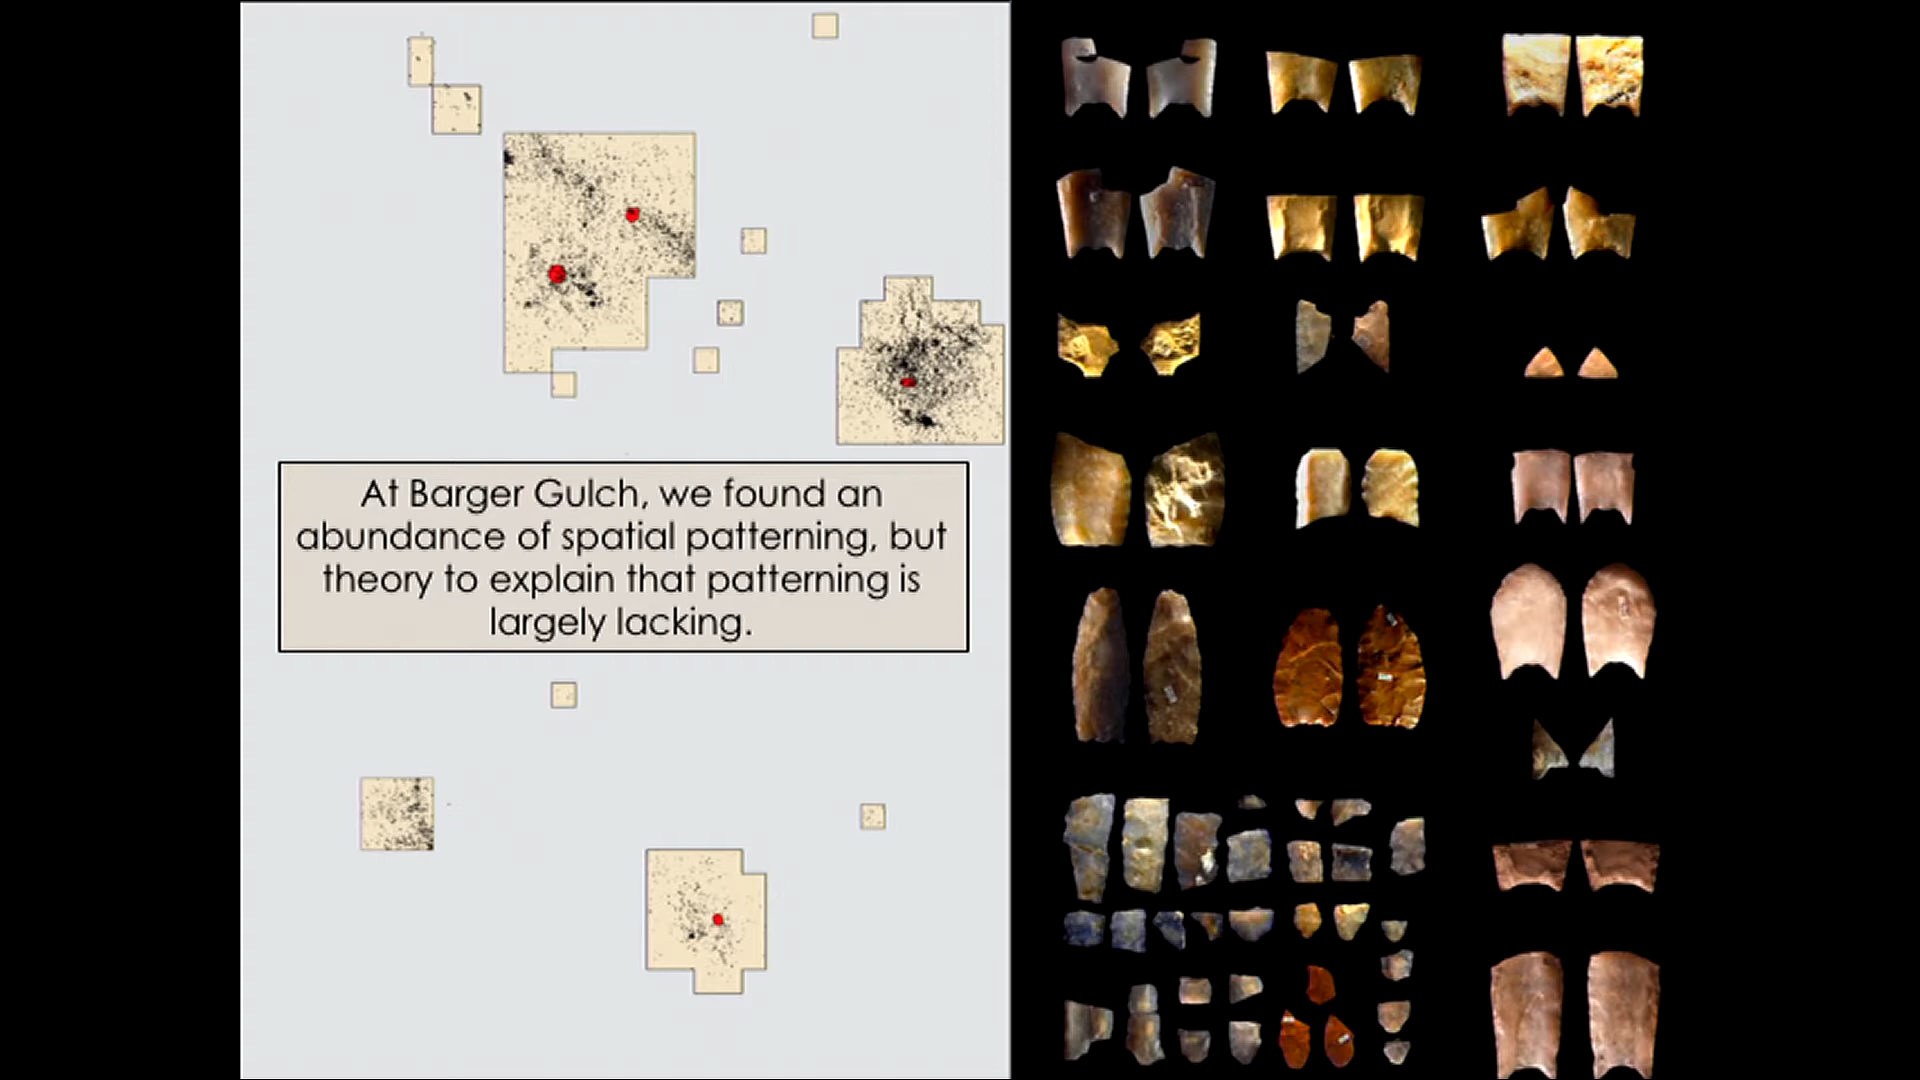 At Barger Gulch, we found an
abundance of spatial patterning, but
theory to explain that patterning is
largely lacking.